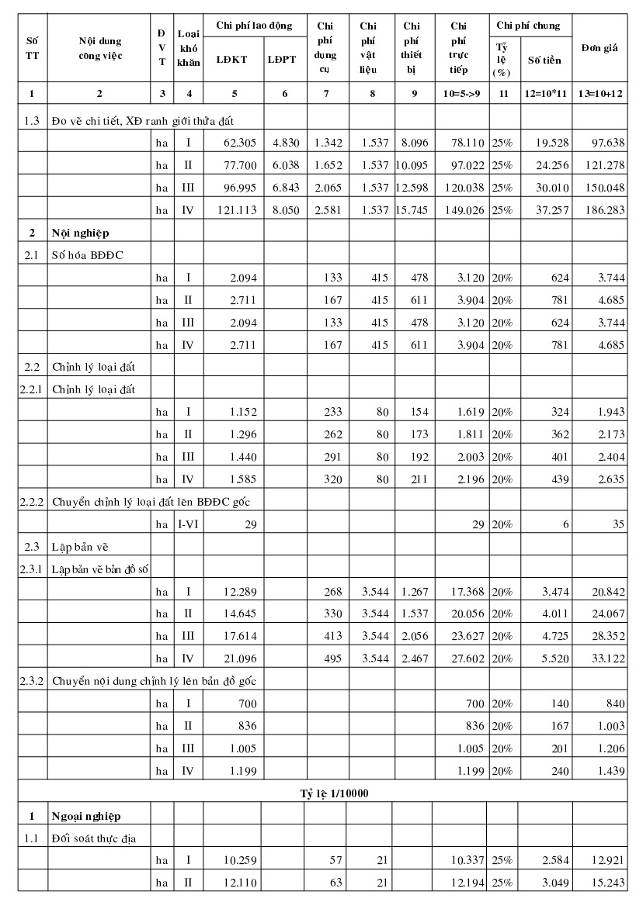 Số TT | Nội dung công việc | ĐVT | Loại khó khăn | Chi phí lao động | Chi phí dụng cụ | Chi phí vật liệu | Chi phí thiết bị | Chi phí trực tiếp | Chi phí chung | Đơn giá
LĐKT | LĐPT | Tỷ lệ (%) | Số tiền
1 | 2 | 3 | 4 | 5 | 6 | 7 | 8 | 9 | 10=5->9 | 11 | 12=10*11 | 13=10+12
1.3 Đo vẽ chi tiết, XĐ ranh giới thửa đất
ha I 62.305 4.830 1.342 1.537 8.096 78.110 25% 19.528 97.638
ha II 77.700 6.038 1.652 1.537 10.095 97.022 25% 24.256 121.278
ha III 96.995 6.843 2.065 1.537 12.598 120.038 25% 30.010 150.048
ha IV 121.113 8.050 2.581 1.537 15.745 149.026 25% 37.257 186.283
2 Nội nghiệp
2.1 Số hóa BĐĐC
ha I 2.094 133 415 478 3.120 20% 624 3.744
ha II 2.711 167 415 611 3.904 20% 781 4.685
ha III 2.094 133 415 478 3.120 20% 624 3.744
ha IV 2.711 167 415 611 3.904 20% 781 4.685
2.2 Chỉnh lý loại đất
2.2.1 Chỉnh lý loại đất
ha I 1.152 233 80 154 1.619 20% 324 1.943
ha II 1.296 262 80 173 1.811 20% 362 2.173
ha III 1.440 291 80 192 2.003 20% 401 2.404
ha IV 1.585 320 80 211 2.196 20% 439 2.635
2.2.2 Chuyển chỉnh lý loại đất lên BĐĐC gốc
ha I-VI 29 29 20% 6 35
2.3 Lập bản vẽ
2.3.1 Lập bản vẽ bản đồ số
ha I 12.289 268 3.544 1.267 17.368 20% 3.474 20.842
ha II 14.645 330 3.544 1.537 20.056 20% 4.011 24.067
ha III 17.614 413 3.544 2.056 23.627 20% 4.725 28.352
ha IV 21.096 495 3.544 2.467 27.602 20% 5.520 33.122
2.3.2 Chuyển nội dung chỉnh lý lên bản đồ gốc
ha I 700 700 20% 140 840
ha II 836 836 20% 167 1.003
ha III 1.005 1.005 20% 201 1.206
ha IV 1.199 1.199 20% 240 1.439
Tỷ lệ 1/10000
1 Ngoại nghiệp
1.1 Đối soát thực địa
ha I 10.259 57 21 10.337 25% 2.584 12.921
ha II 12.110 63 21 12.194 25% 3.049 15.243